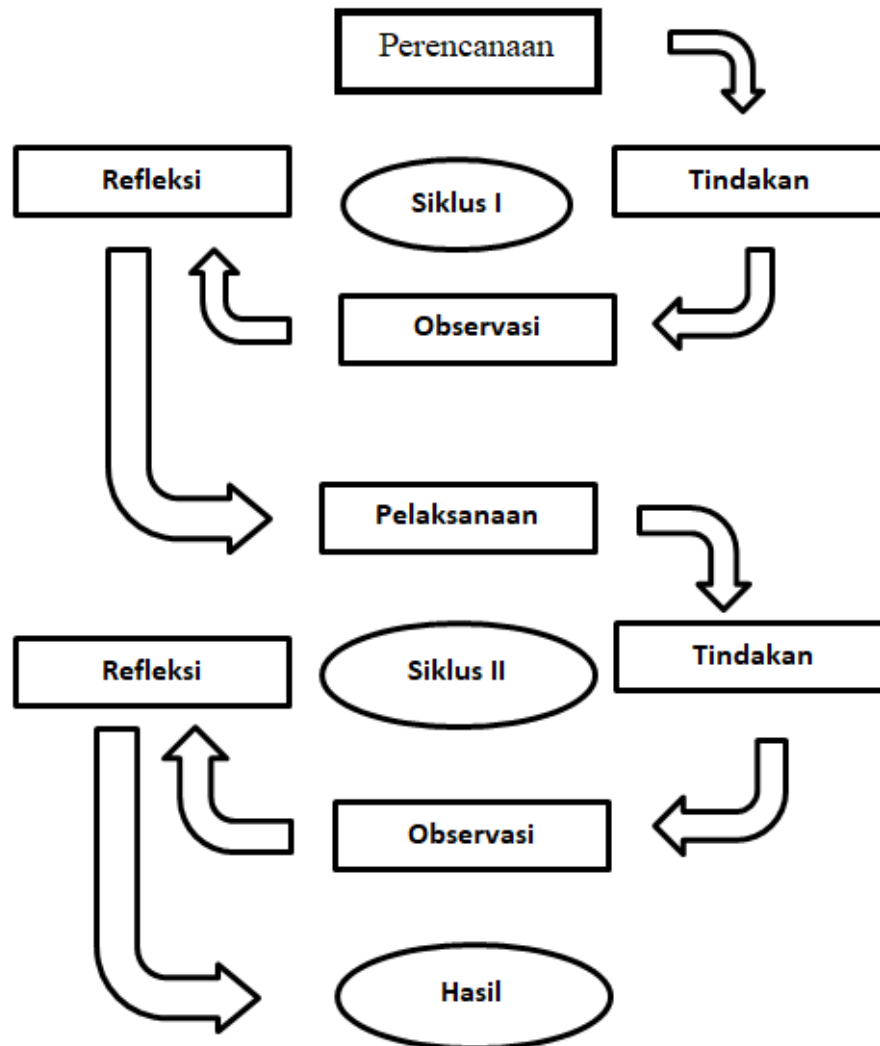 Perencanaan
Refleksi
Siklus I
Tindakan
Observasi
Pelaksanaan
Refleksi
Siklus II
Tindakan
Observasi
Hasil